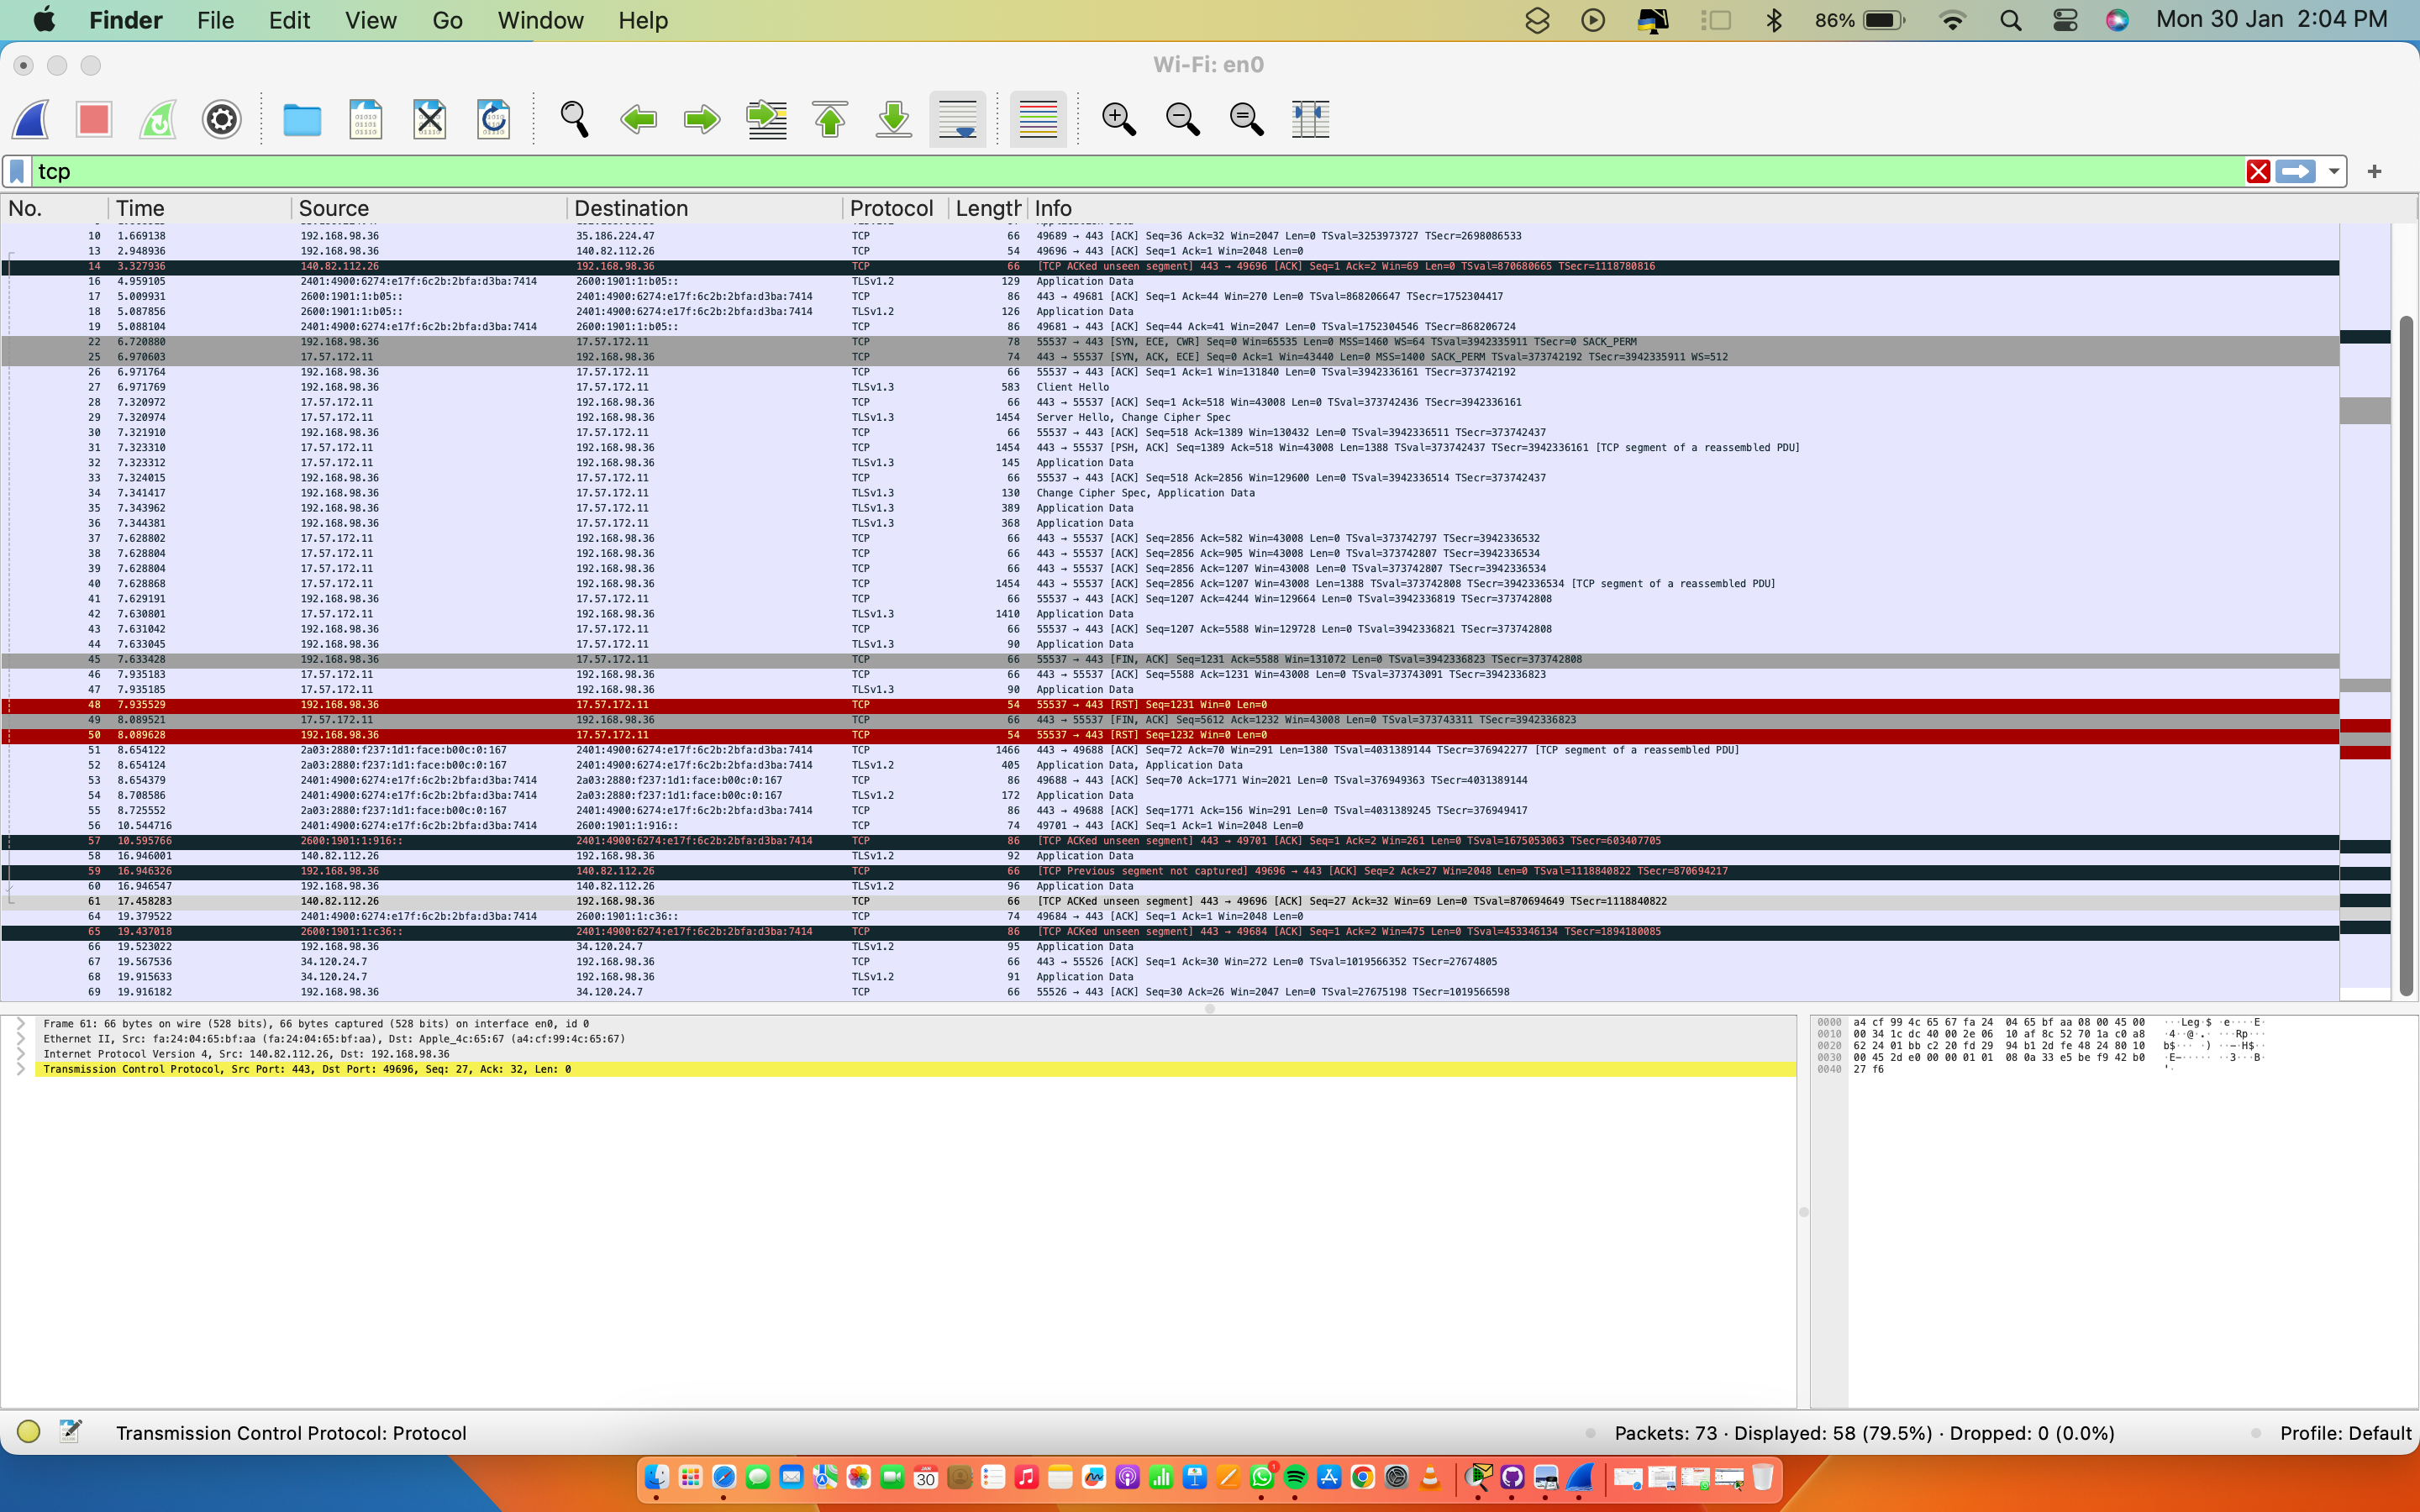 Finder File Edit View Go Window Help 86% Mon 30 Jan 2:04 PM
Wi-Fi: en0
tcp
No. Time Source Destination Protocol Length Info
10 1.669138 192.168.98.36 35.186.224.47 TCP 66 49689 → 443 [ACK] Seq=36 Ack=32 Win=2047 Len=0 TSval=3253973727 TSecr=2698086533
13 2.948936 192.168.98.36 140.82.112.26 TCP 54 49696 → 443 [ACK] Seq=1 Ack=1 Win=2048 Len=0
14 3.327936 140.82.112.26 192.168.98.36 TCP 66 [TCP ACKed unseen segment] 443 → 49696 [ACK] Seq=1 Ack=2 Win=69 Len=0 TSval=870680665 TSecr=1118780816
16 4.959105 2401:4900:6274:e17f:6c2b:2bfa:d3ba:7414 2600:1901:1:b05:: TLSv1.2 129 Application Data
17 5.009931 2600:1901:1:b05:: 2401:4900:6274:e17f:6c2b:2bfa:d3ba:7414 TCP 86 443 → 49681 [ACK] Seq=1 Ack=44 Win=270 Len=0 TSval=868206647 TSecr=1752304417
18 5.087856 2600:1901:1:b05:: 2401:4900:6274:e17f:6c2b:2bfa:d3ba:7414 TLSv1.2 126 Application Data
19 5.088104 2401:4900:6274:e17f:6c2b:2bfa:d3ba:7414 2600:1901:1:b05:: TCP 86 49681 → 443 [ACK] Seq=44 Ack=41 Win=2047 Len=0 TSval=1752304546 TSecr=868206724
22 6.720880 192.168.98.36 17.57.172.11 TCP 78 55537 → 443 [SYN, ECE, CWR] Seq=0 Win=65535 Len=0 MSS=1460 WS=64 TSval=3942335911 TSecr=0 SACK_PERM
25 6.970603 17.57.172.11 192.168.98.36 TCP 74 443 → 55537 [SYN, ACK, ECE] Seq=0 Ack=1 Win=43440 Len=0 MSS=1400 SACK_PERM TSval=373742192 TSecr=3942335911 WS=512
26 6.971764 192.168.98.36 17.57.172.11 TCP 66 55537 → 443 [ACK] Seq=1 Ack=1 Win=131840 Len=0 TSval=3942336161 TSecr=373742192
27 6.971769 192.168.98.36 17.57.172.11 TLSv1.3 583 Client Hello
28 7.320972 17.57.172.11 192.168.98.36 TCP 66 443 → 55537 [ACK] Seq=1 Ack=518 Win=43008 Len=0 TSval=373742436 TSecr=3942336161
29 7.320974 17.57.172.11 192.168.98.36 TLSv1.3 1454 Server Hello, Change Cipher Spec
30 7.321910 192.168.98.36 17.57.172.11 TCP 66 55537 → 443 [ACK] Seq=518 Ack=1389 Win=130432 Len=0 TSval=3942336511 TSecr=373742437
31 7.323310 17.57.172.11 192.168.98.36 TCP 1454 443 → 55537 [PSH, ACK] Seq=1389 Ack=518 Win=43008 Len=1388 TSval=373742437 TSecr=3942336161 [TCP segment of a reassembled PDU]
32 7.323312 17.57.172.11 192.168.98.36 TLSv1.3 145 Application Data
33 7.324015 192.168.98.36 17.57.172.11 TCP 66 55537 → 443 [ACK] Seq=518 Ack=2856 Win=129600 Len=0 TSval=3942336514 TSecr=373742437
34 7.341417 192.168.98.36 17.57.172.11 TLSv1.3 130 Change Cipher Spec, Application Data
35 7.343962 192.168.98.36 17.57.172.11 TLSv1.3 389 Application Data
36 7.344381 192.168.98.36 17.57.172.11 TLSv1.3 368 Application Data
37 7.628802 17.57.172.11 192.168.98.36 TCP 66 443 → 55537 [ACK] Seq=2856 Ack=582 Win=43008 Len=0 TSval=373742797 TSecr=3942336532
38 7.628804 17.57.172.11 192.168.98.36 TCP 66 443 → 55537 [ACK] Seq=2856 Ack=905 Win=43008 Len=0 TSval=373742807 TSecr=3942336534
39 7.628804 17.57.172.11 192.168.98.36 TCP 66 443 → 55537 [ACK] Seq=2856 Ack=1207 Win=43008 Len=0 TSval=373742807 TSecr=3942336534
40 7.628868 17.57.172.11 192.168.98.36 TCP 1454 443 → 55537 [ACK] Seq=2856 Ack=1207 Win=43008 Len=1388 TSval=373742808 TSecr=3942336534 [TCP segment of a reassembled PDU]
41 7.629191 192.168.98.36 17.57.172.11 TCP 66 55537 → 443 [ACK] Seq=1207 Ack=4244 Win=129664 Len=0 TSval=3942336819 TSecr=373742808
42 7.630801 17.57.172.11 192.168.98.36 TLSv1.3 1410 Application Data
43 7.631042 192.168.98.36 17.57.172.11 TCP 66 55537 → 443 [ACK] Seq=1207 Ack=5588 Win=129728 Len=0 TSval=3942336821 TSecr=373742808
44 7.633045 192.168.98.36 17.57.172.11 TLSv1.3 90 Application Data
45 7.633428 192.168.98.36 17.57.172.11 TCP 66 55537 → 443 [FIN, ACK] Seq=1231 Ack=5588 Win=131072 Len=0 TSval=3942336823 TSecr=373742808
46 7.935183 17.57.172.11 192.168.98.36 TCP 66 443 → 55537 [ACK] Seq=5588 Ack=1231 Win=43008 Len=0 TSval=373743091 TSecr=3942336823
47 7.935185 17.57.172.11 192.168.98.36 TLSv1.3 90 Application Data
48 7.935529 192.168.98.36 17.57.172.11 TCP 54 55537 → 443 [RST] Seq=1231 Win=0 Len=0
49 8.089521 17.57.172.11 192.168.98.36 TCP 66 443 → 55537 [FIN, ACK] Seq=5612 Ack=1232 Win=43008 Len=0 TSval=373743311 TSecr=3942336823
50 8.089628 192.168.98.36 17.57.172.11 TCP 54 55537 → 443 [RST] Seq=1232 Win=0 Len=0
51 8.654122 2a03:2880:f237:1d1:face:b00c:0:167 2401:4900:6274:e17f:6c2b:2bfa:d3ba:7414 TCP 1466 443 → 49688 [ACK] Seq=72 Ack=70 Win=291 Len=1380 TSval=4031389144 TSecr=376942277 [TCP segment of a reassembled PDU]
52 8.654124 2a03:2880:f237:1d1:face:b00c:0:167 2401:4900:6274:e17f:6c2b:2bfa:d3ba:7414 TLSv1.2 405 Application Data, Application Data
53 8.654379 2401:4900:6274:e17f:6c2b:2bfa:d3ba:7414 2a03:2880:f237:1d1:face:b00c:0:167 TCP 86 49688 → 443 [ACK] Seq=70 Ack=1771 Win=2021 Len=0 TSval=376949363 TSecr=4031389144
54 8.708586 2401:4900:6274:e17f:6c2b:2bfa:d3ba:7414 2a03:2880:f237:1d1:face:b00c:0:167 TLSv1.2 172 Application Data
55 8.725552 2a03:2880:f237:1d1:face:b00c:0:167 2401:4900:6274:e17f:6c2b:2bfa:d3ba:7414 TCP 86 443 → 49688 [ACK] Seq=1771 Ack=156 Win=291 Len=0 TSval=4031389245 TSecr=376949417
56 10.544716 2401:4900:6274:e17f:6c2b:2bfa:d3ba:7414 2600:1901:1:916:: TCP 74 49701 → 443 [ACK] Seq=1 Ack=1 Win=2048 Len=0
57 10.595766 2600:1901:1:916:: 2401:4900:6274:e17f:6c2b:2bfa:d3ba:7414 TCP 86 [TCP ACKed unseen segment] 443 → 49701 [ACK] Seq=1 Ack=2 Win=261 Len=0 TSval=1675053063 TSecr=603407705
58 16.946001 140.82.112.26 192.168.98.36 TLSv1.2 92 Application Data
59 16.946326 192.168.98.36 140.82.112.26 TCP 66 [TCP Previous segment not captured] 49696 → 443 [ACK] Seq=2 Ack=27 Win=2048 Len=0 TSval=1118840822 TSecr=870694217
60 16.946547 192.168.98.36 140.82.112.26 TLSv1.2 96 Application Data
61 17.458283 140.82.112.26 192.168.98.36 TCP 66 [TCP ACKed unseen segment] 443 → 49696 [ACK] Seq=27 Ack=32 Win=69 Len=0 TSval=870694649 TSecr=1118840822
64 19.379522 2401:4900:6274:e17f:6c2b:2bfa:d3ba:7414 2600:1901:1:c36:: TCP 74 49684 → 443 [ACK] Seq=1 Ack=1 Win=2048 Len=0
65 19.437018 2600:1901:1:c36:: 2401:4900:6274:e17f:6c2b:2bfa:d3ba:7414 TCP 86 [TCP ACKed unseen segment] 443 → 49684 [ACK] Seq=1 Ack=2 Win=475 Len=0 TSval=453346134 TSecr=1894180085
66 19.523022 192.168.98.36 34.120.24.7 TLSv1.2 95 Application Data
67 19.567536 34.120.24.7 192.168.98.36 TCP 66 443 → 55526 [ACK] Seq=1 Ack=30 Win=272 Len=0 TSval=1019566352 TSecr=27674805
68 19.915633 34.120.24.7 192.168.98.36 TLSv1.2 91 Application Data
69 19.916182 192.168.98.36 34.120.24.7 TCP 66 55526 → 443 [ACK] Seq=30 Ack=26 Win=2047 Len=0 TSval=27675198 TSecr=1019566598
Frame 61: 66 bytes on wire (528 bits), 66 bytes captured (528 bits) on interface en0, id 0
Ethernet II, Src: fa:24:04:65:bf:aa (fa:24:04:65:bf:aa), Dst: Apple_4c:65:67 (a4:cf:99:4c:65:67)
Internet Protocol Version 4, Src: 140.82.112.26, Dst: 192.168.98.36
Transmission Control Protocol, Src Port: 443, Dst Port: 49696, Seq: 27, Ack: 32, Len: 0
0000 a4 cf 99 4c 65 67 fa 24 04 65 bf aa 08 00 45 00 ···Leg·$ ·e····E·
0010 00 34 1c dc 40 00 2e 06 10 af 8c 52 70 1a c0 a8 ·4··@·.· ···Rp···
0020 62 24 01 bb c2 20 fd 29 94 b1 2d fe 48 24 80 10 b$··· ·) ··-·H$··
0030 00 45 2d e0 00 00 01 01 08 0a 33 e5 be f9 42 b0 ·E-····· ··3···B·
0040 27 f6 '·
Transmission Control Protocol: Protocol Packets: 73 · Displayed: 58 (79.5%) · Dropped: 0 (0.0%) Profile: Default
JAN
30